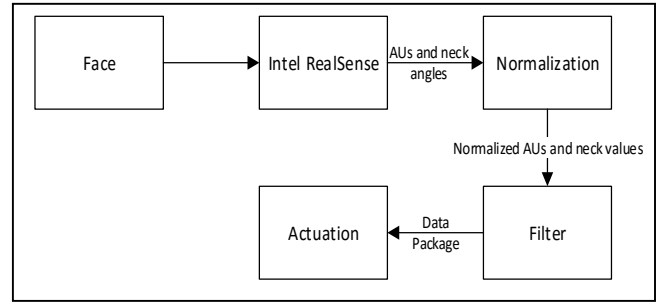 Face
Intel RealSense
AUs and neck
angles
Normalization
Normalized AUs and neck values
Actuation
Data
Package
Filter